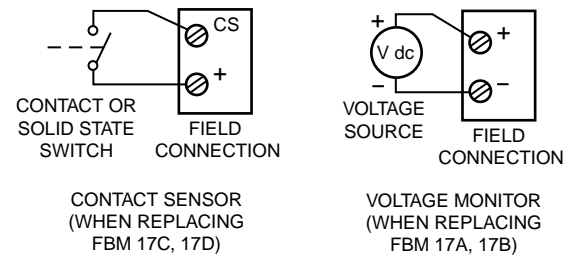 CS
+
CONTACT OR
SOLID STATE
SWITCH
FIELD
CONNECTION
CONTACT SENSOR
(WHEN REPLACING
FBM 17C, 17D)
+
V dc
+
−
−
VOLTAGE
SOURCE
FIELD
CONNECTION
VOLTAGE MONITOR
(WHEN REPLACING
FBM 17A, 17B)